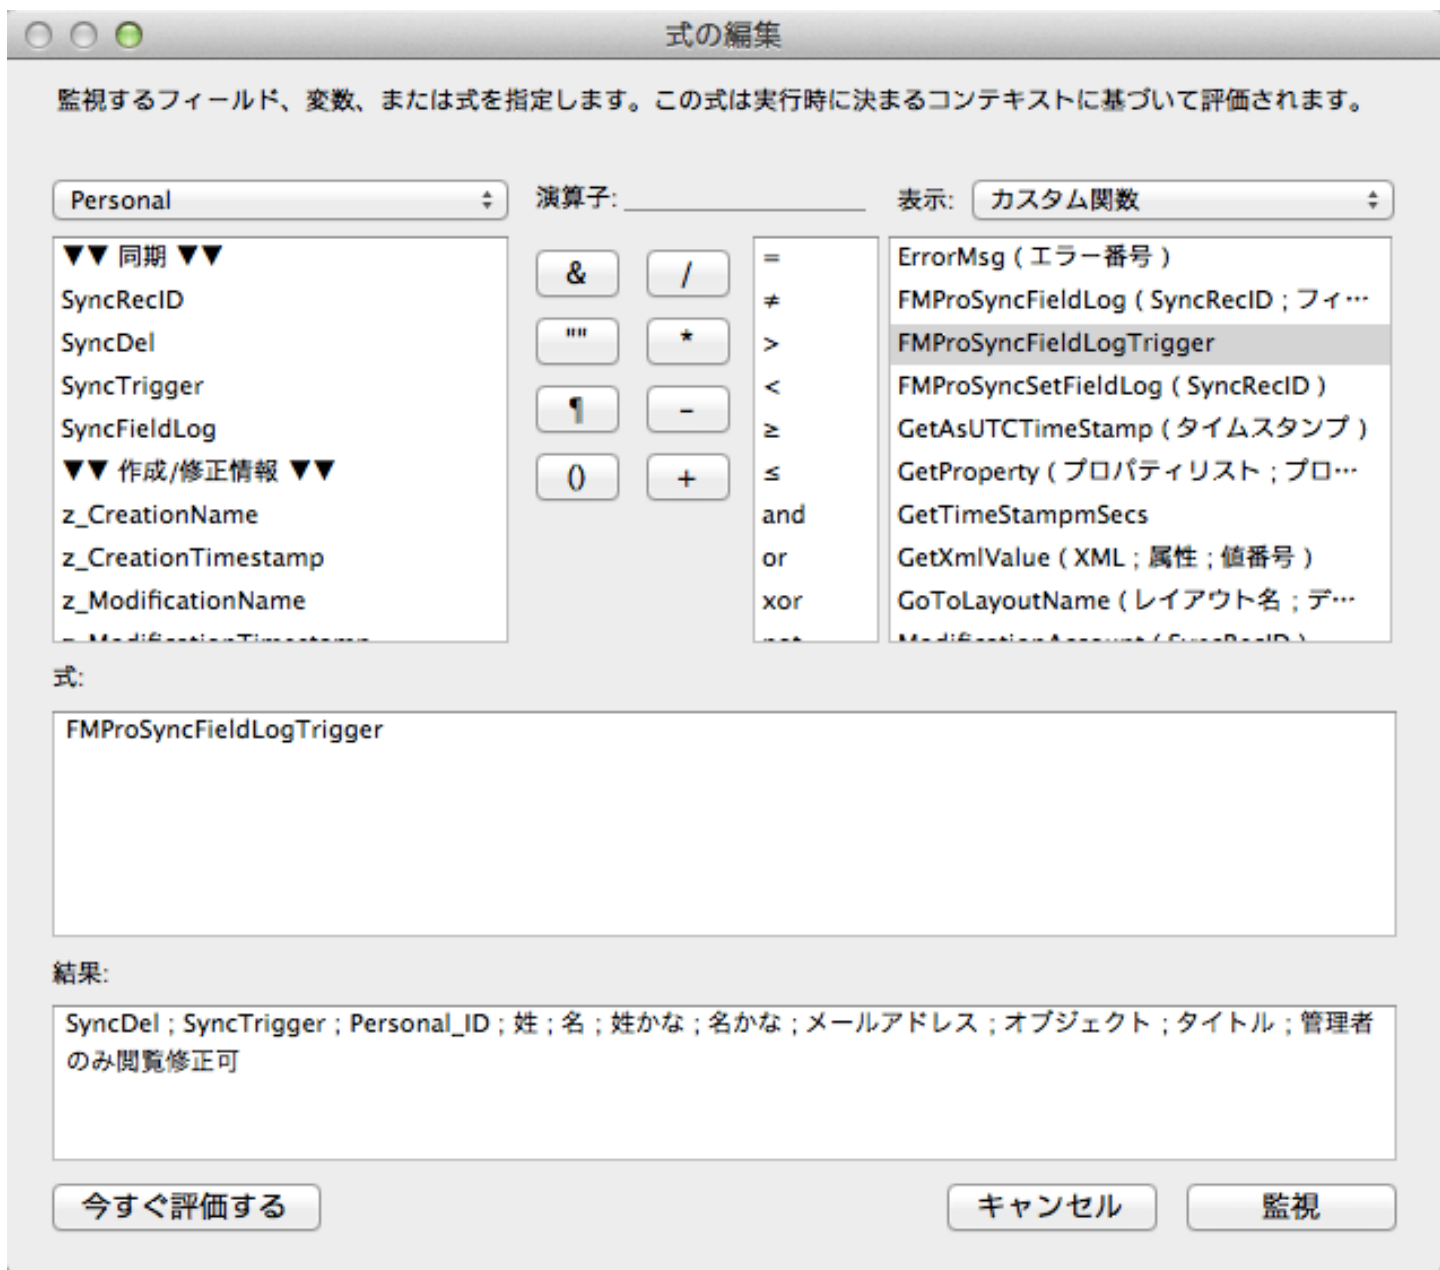 式の編集
監視するフィールド、変数、または式を指定します。この式は実行時に決まるコンテキストに基づいて評価されます。
Personal
演算子:
表示:
カスタム関数
▼▼ 同期 ▼▼
SyncRecID
SyncDel
SyncTrigger
SyncFieldLog
▼▼ 作成/修正情報 ▼▼
z_CreationName
z_CreationTimestamp
z_ModificationName
z_ModificationTimestamp
& /
"" *
¶ -
() +
=
≠
>
<
≥
≤
and
or
xor
not
ErrorMsg ( エラー番号 )
FMProSyncFieldLog ( SyncRecID ; フィ…
FMProSyncFieldLogTrigger
FMProSyncSetFieldLog ( SyncRecID )
GetAsUTCTimeStamp ( タイムスタンプ )
GetProperty ( プロパティリスト ; プロ…
GetTimeStampmSecs
GetXmlValue ( XML ; 属性 ; 値番号 )
GoToLayoutName ( レイアウト名 ; デ…
ModificationAccount ( SyncRecID )
式:
FMProSyncFieldLogTrigger
結果:
SyncDel ; SyncTrigger ; Personal_ID ; 姓 ; 名 ; 姓かな ; 名かな ; メールアドレス ; オブジェクト ; タイトル ; 管理者
のみ閲覧修正可
今すぐ評価する
キャンセル
監視